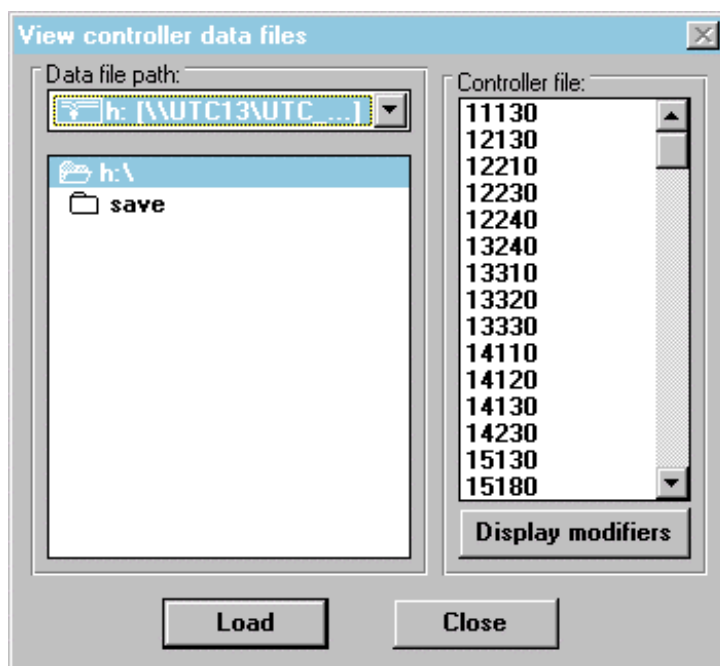 View controller data files
Data file path:
h: [\\UTC13\UTC_...]
h:\
save
Controller file:
11130
12130
12210
12230
12240
13240
13310
13320
13330
14110
14120
14130
14230
15130
15180
Display modifiers
Load
Close